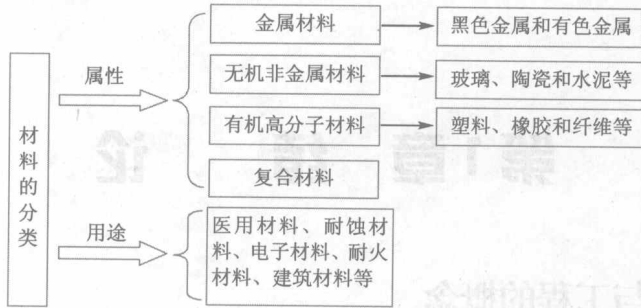 材料的分类
属性
金属材料
黑色金属和有色金属
无机非金属材料
玻璃、陶瓷和水泥等
有机高分子材料
塑料、橡胶和纤维等
复合材料
用途
医用材料、耐蚀材
料、电子材料、耐火
材料、建筑材料等